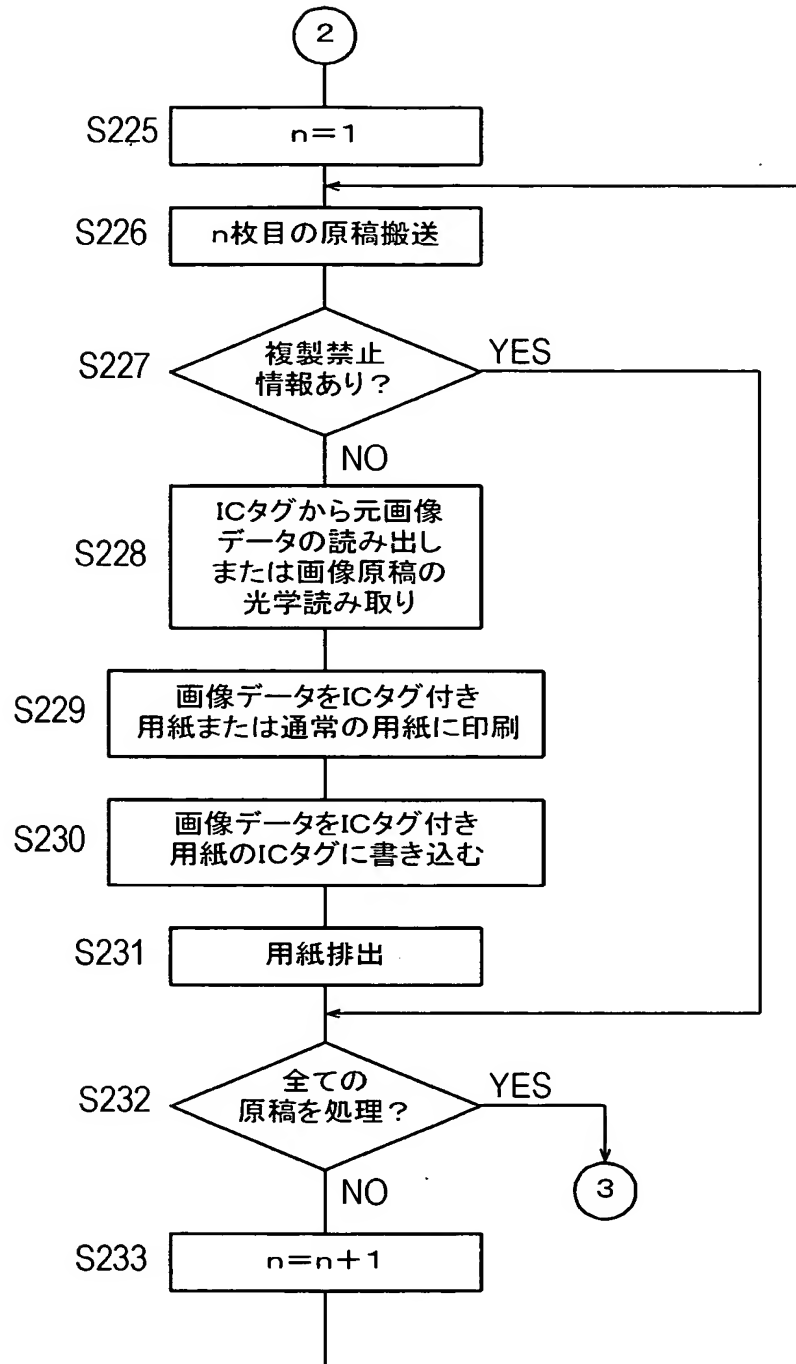 2
S225
n=1
S226
n枚目の原稿搬送
S227
複製禁止
情報あり?
YES
NO
S228
ICタグから元画像
データの読み出し
または画像原稿の
光学読み取り
S229
画像データをICタグ付き
用紙または通常の用紙に印刷
S230
画像データをICタグ付き
用紙のICタグに書き込む
S231
用紙排出
S232
全ての
原稿を処理?
YES
3
NO
S233
n=n+1